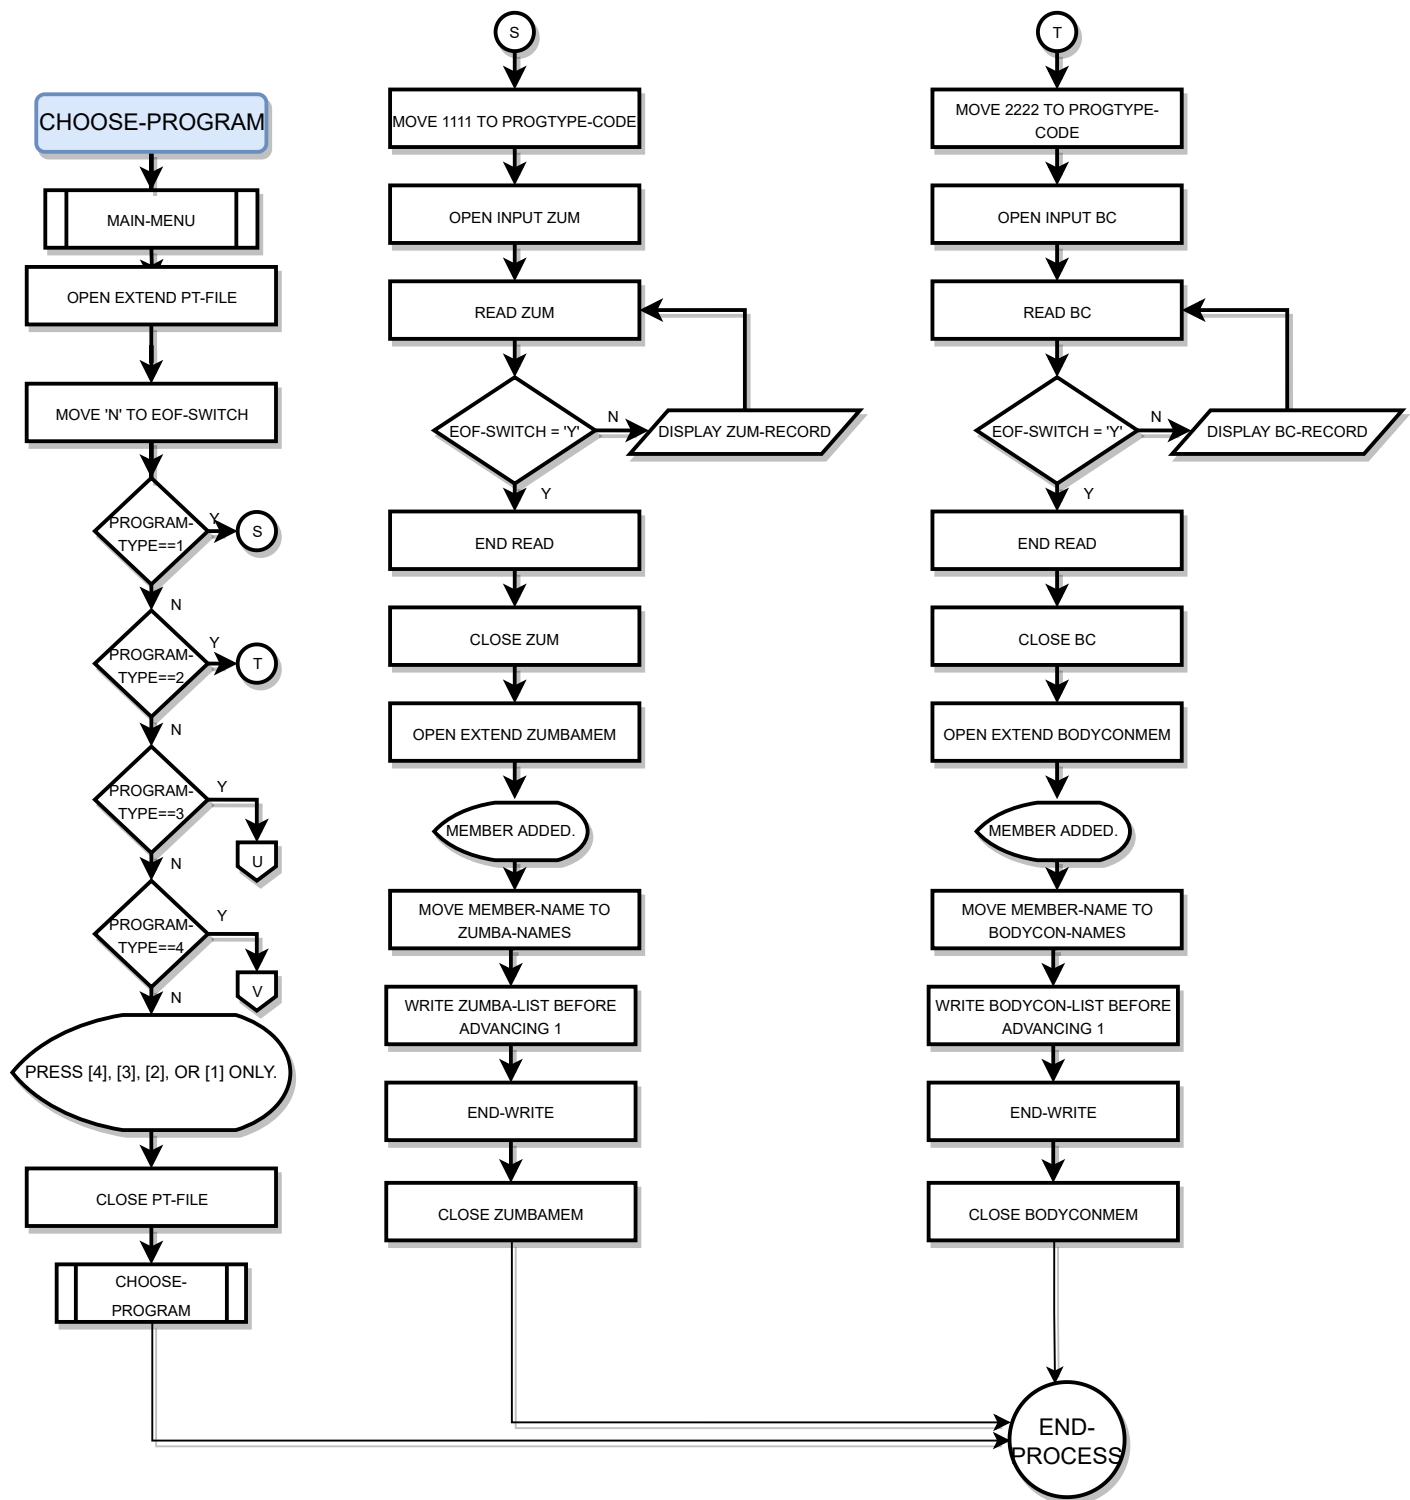 CHOOSE-PROGRAM
MAIN-MENU
OPEN EXTEND PT-FILE
MOVE 'N' TO EOF-SWITCH
PROGRAM-
TYPE==1
Y
S
N
PROGRAM-
TYPE==2
Y
T
N
PROGRAM-
TYPE==3
Y
U
N
PROGRAM-
TYPE==4
Y
V
N
PRESS [4], [3], [2], OR [1] ONLY.
CLOSE PT-FILE
CHOOSE-
PROGRAM
S
MOVE 1111 TO PROGTYPE-CODE
OPEN INPUT ZUM
READ ZUM
EOF-SWITCH = 'Y'
N
DISPLAY ZUM-RECORD
Y
END READ
CLOSE ZUM
OPEN EXTEND ZUMBAMEM
MEMBER ADDED.
MOVE MEMBER-NAME TO
ZUMBA-NAMES
WRITE ZUMBA-LIST BEFORE
ADVANCING 1
END-WRITE
CLOSE ZUMBAMEM
T
MOVE 2222 TO PROGTYPE-
CODE
OPEN INPUT BC
READ BC
EOF-SWITCH = 'Y'
N
DISPLAY BC-RECORD
Y
END READ
CLOSE BC
OPEN EXTEND BODYCONMEM
MEMBER ADDED.
MOVE MEMBER-NAME TO
BODYCON-NAMES
WRITE BODYCON-LIST BEFORE
ADVANCING 1
END-WRITE
CLOSE BODYCONMEM
END-
PROCESS